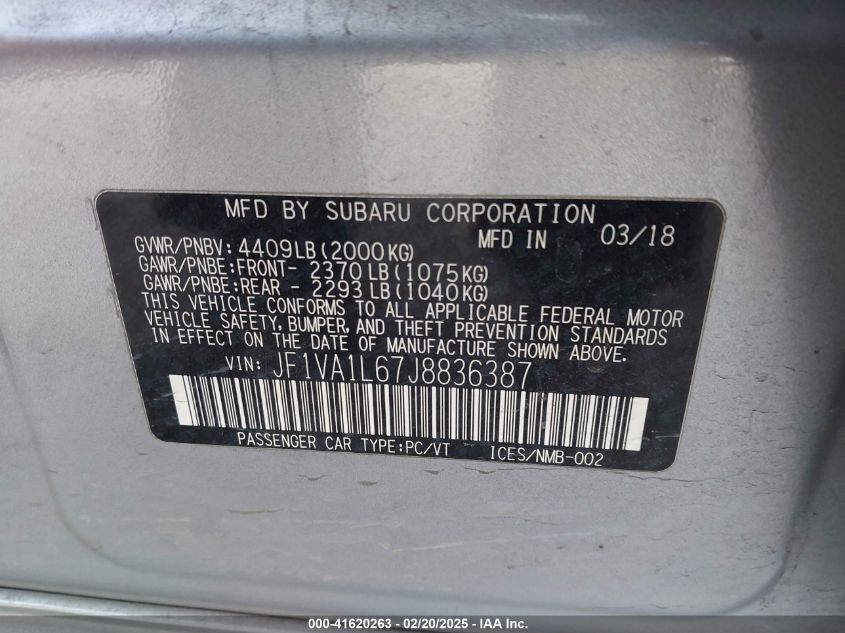 MFD BY SUBARU CORPORATION
GVWR/PNBV: 4409LB(2000KG) MFD IN 03/18
GAWR/PNBE:FRONT- 2370LB(1075KG)
GAWR/PNBE:REAR - 2293LB(1040KG)
THIS VEHICLE CONFORMS TO ALL APPLICABLE FEDERAL MOTOR
VEHICLE SAFETY, BUMPER, AND THEFT PREVENTION STANDARDS
IN EFFECT ON THE DATE OF MANUFACTURE SHOWN ABOVE.
VIN: JF1VA1L67J8836387
PASSENGER CAR TYPE:PC/VT ICES/NMB-002
000-41620263 - 02/20/2025 - IAA Inc.